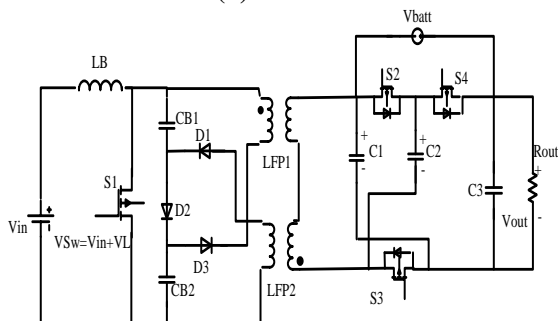 Vbatt
LB
S2
S4
CB1
D1
LFP1
+
C1
-
+
C2
-
C3
Rout
+
Vout
-
S1
Vin
+
VSw=Vin+VL
D2
D3
CB2
LFP2
S3